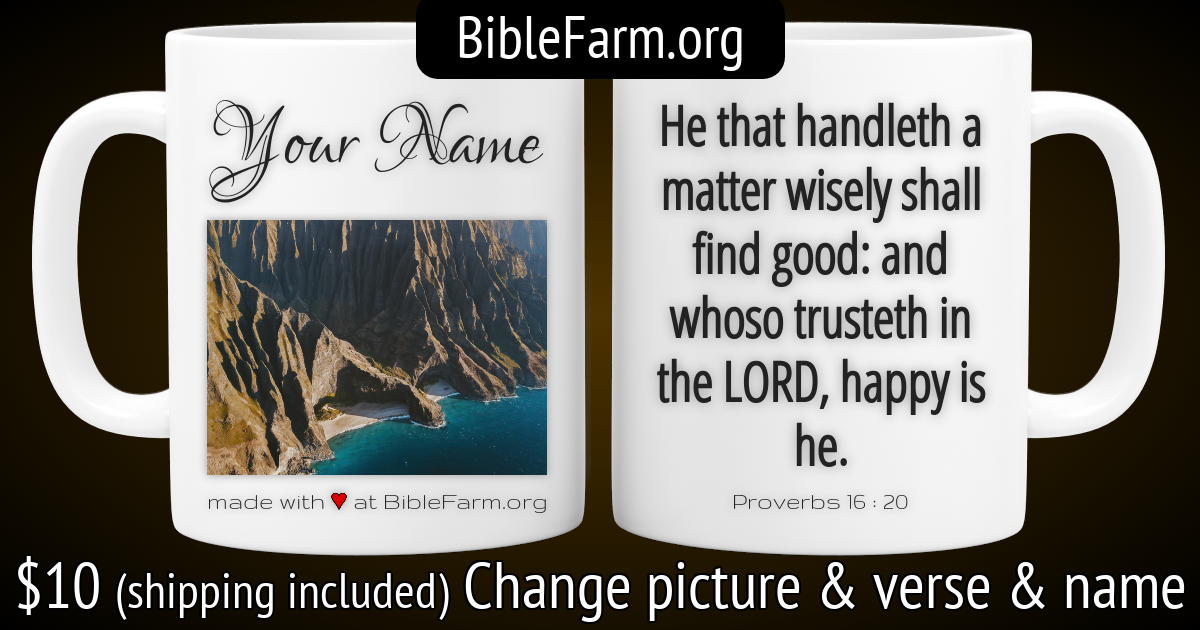 BibleFarm.org
Your Name
made with ♥ at BibleFarm.org
He that handleth a
matter wisely shall
find good: and
whoso trusteth in
the LORD, happy is
he.
Proverbs 16 : 20
$10 (shipping included) Change picture & verse & name